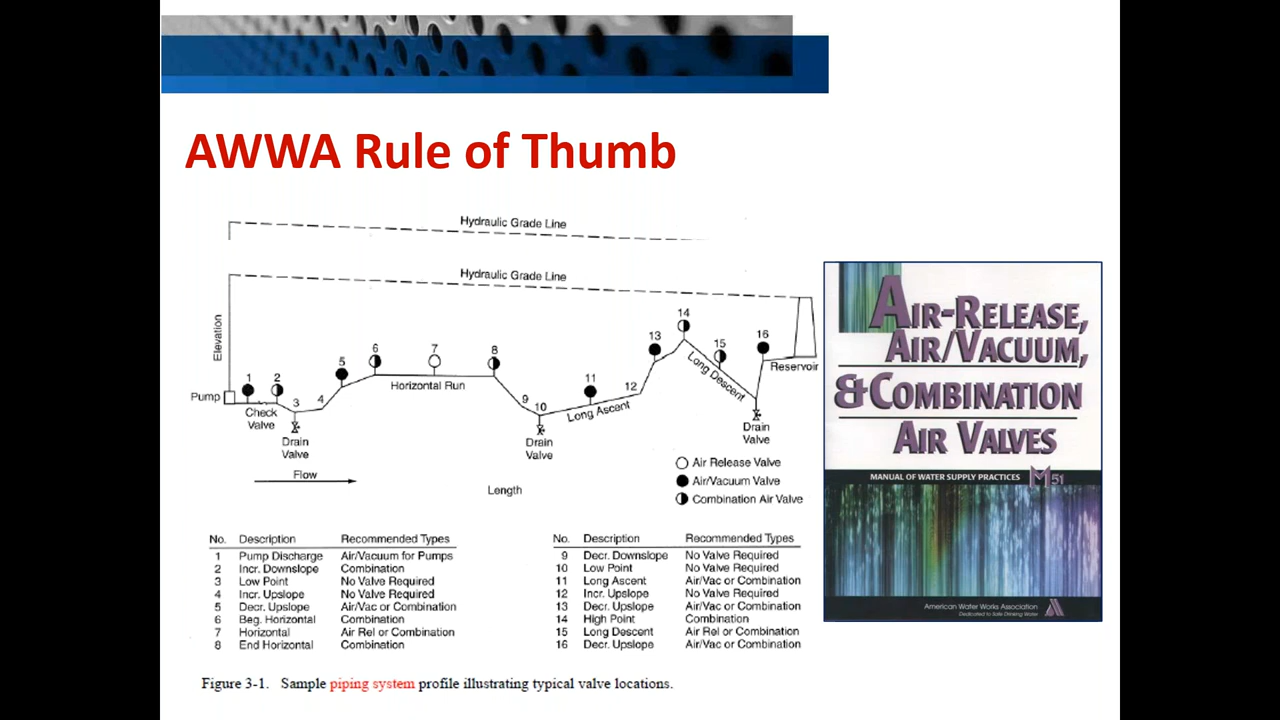 AWWA Rule of Thumb
Hydraulic Grade Line
Hydraulic Grade Line
Elevation
Pump
1
2
3
4
5
6
7
8
9
10
11
12
13
14
15
16
Check
Valve
Drain
Valve
Horizontal Run
Drain
Valve
Long Ascent
Long Descent
Reservoir
Drain
Valve
Flow
Length
Air Release Valve
Air/Vacuum Valve
Combination Air Valve
No. Description Recommended Types
1 Pump Discharge Air/Vacuum for Pumps
2 Incr. Downslope Combination
3 Low Point No Valve Required
4 Incr. Upslope No Valve Required
5 Decr. Upslope Air/Vac or Combination
6 Beg. Horizontal Combination
7 Horizontal Air Rel or Combination
8 End Horizontal Combination
No. Description Recommended Types
9 Decr. Downslope No Valve Required
10 Low Point No Valve Required
11 Long Ascent Air/Vac or Combination
12 Incr. Upslope No Valve Required
13 Decr. Upslope Air/Vac or Combination
14 High Point Combination
15 Long Descent Air Rel or Combination
16 Decr. Upslope Air/Vac or Combination
Figure 3-1. Sample piping system profile illustrating typical valve locations.
AIR-RELEASE,
AIR/VACUUM,
&COMBINATION
AIR VALVES
MANUAL OF WATER SUPPLY PRACTICES M51
American Water Works Association
Dedicated to Safe Drinking Water